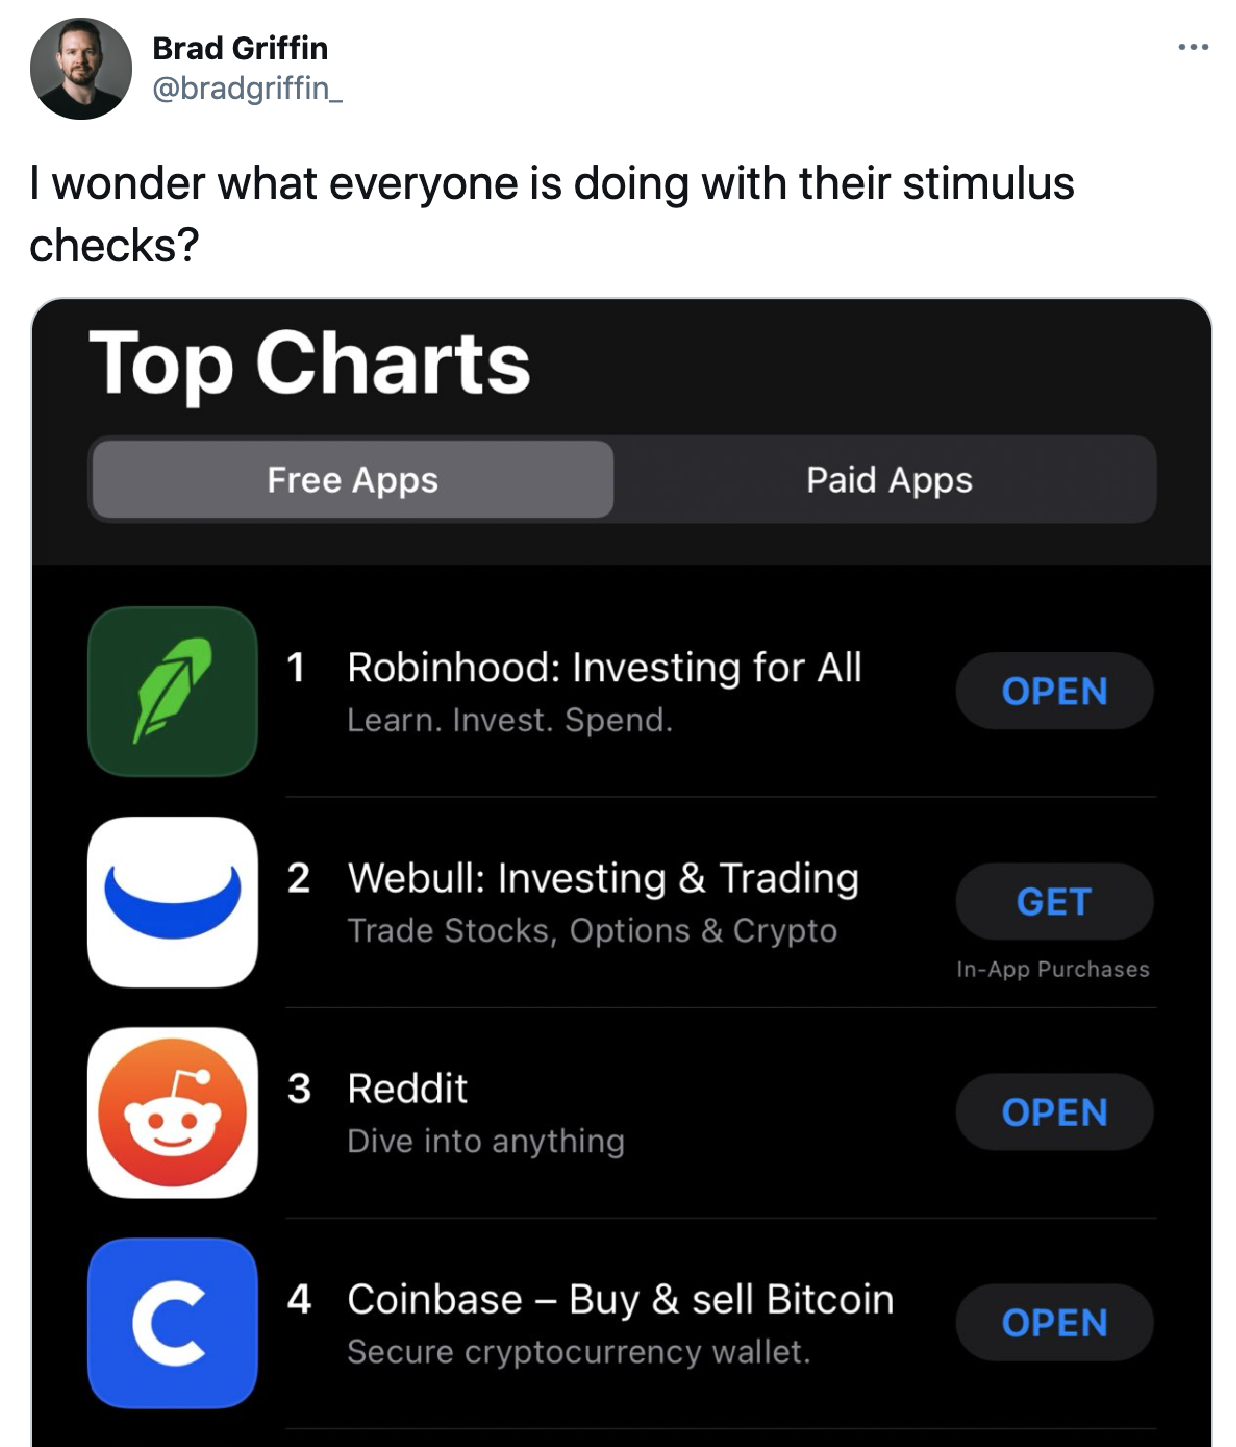 Brad Griffin
@bradgriffin_
I wonder what everyone is doing with their stimulus
checks?
Top Charts
Free Apps
Paid Apps
1 Robinhood: Investing for All
Learn. Invest. Spend.
OPEN
2 Webull: Investing & Trading
Trade Stocks, Options & Crypto
GET
In-App Purchases
3 Reddit
Dive into anything
OPEN
4 Coinbase – Buy & sell Bitcoin
Secure cryptocurrency wallet.
OPEN